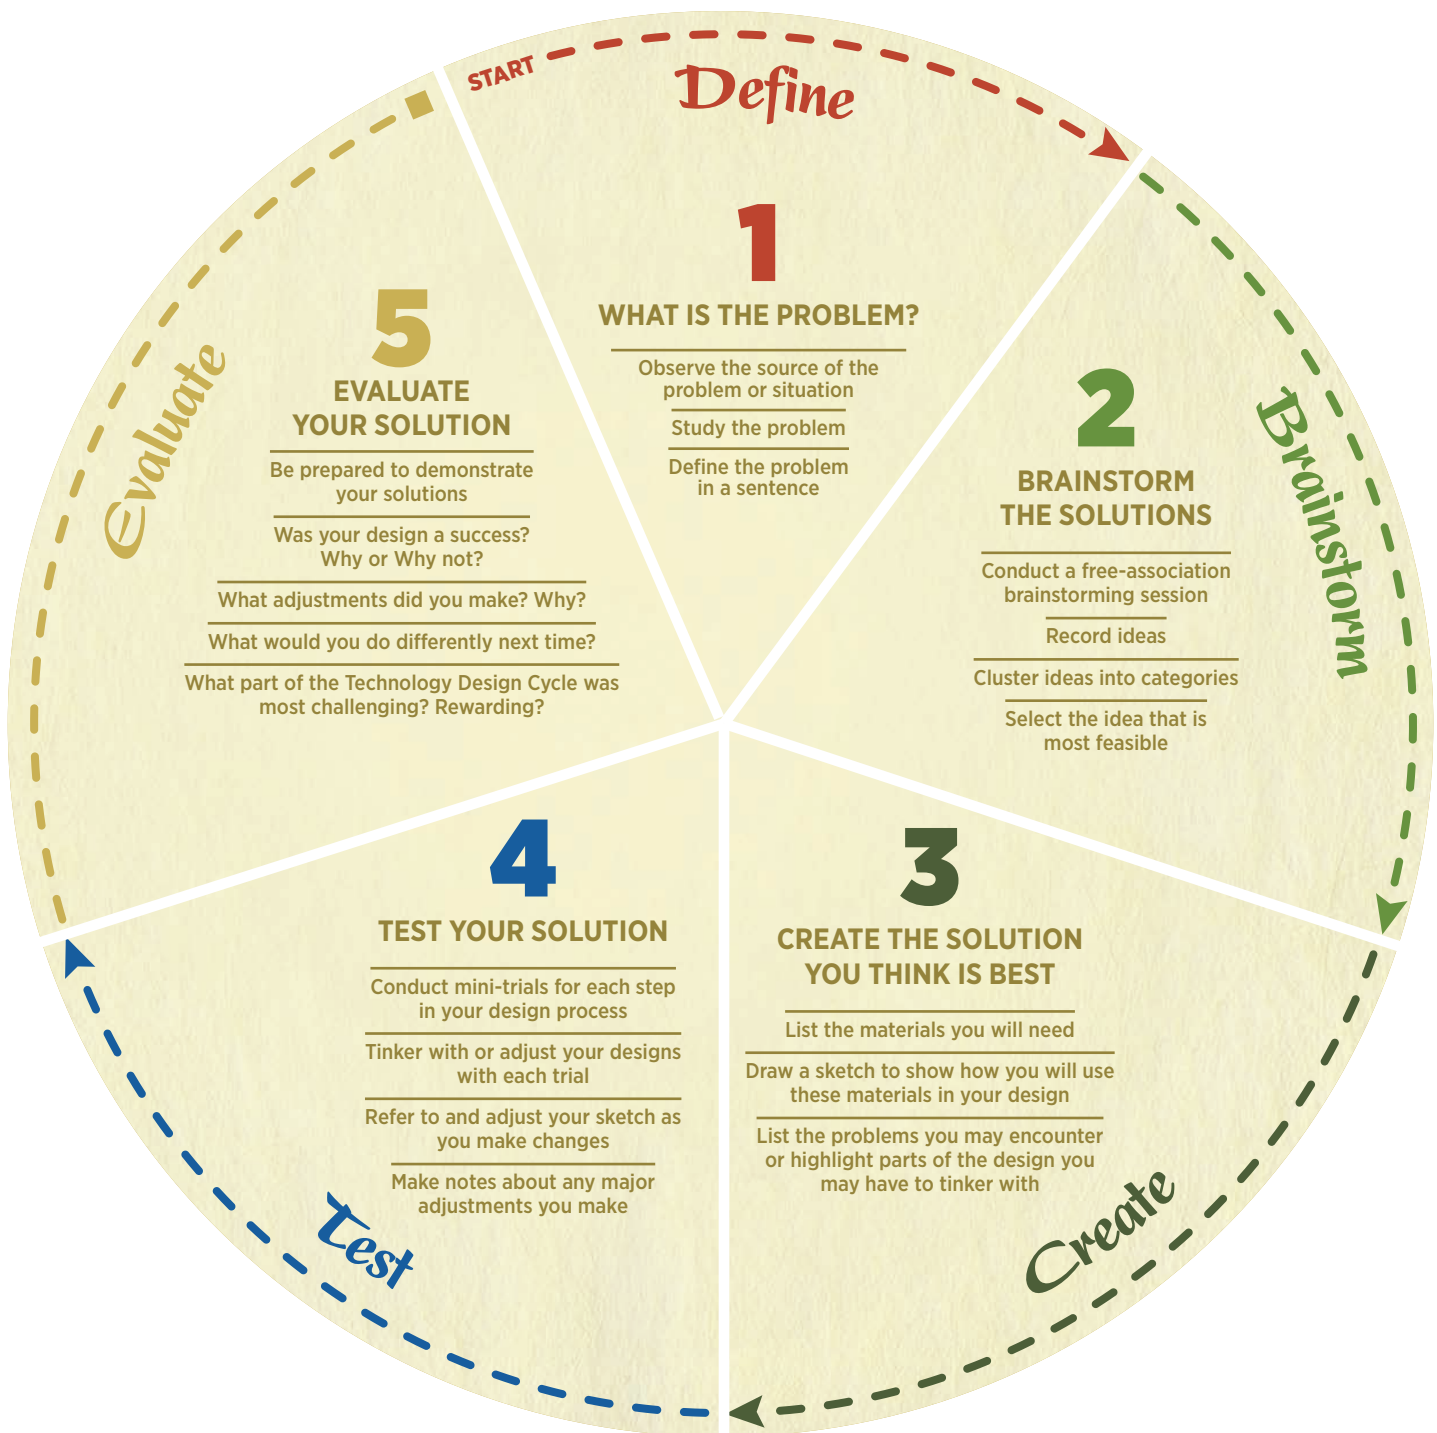 START
Define
1
WHAT IS THE PROBLEM?
Observe the source of the
problem or situation
Study the problem
Define the problem
in a sentence
Brainstorm
2
BRAINSTORM
THE SOLUTIONS
Conduct a free-association
brainstorming session
Record ideas
Cluster ideas into categories
Select the idea that is
most feasible
Create
3
CREATE THE SOLUTION
YOU THINK IS BEST
List the materials you will need
Draw a sketch to show how you will use
these materials in your design
List the problems you may encounter
or highlight parts of the design you
may have to tinker with
Test
4
TEST YOUR SOLUTION
Conduct mini-trials for each step
in your design process
Tinker with or adjust your designs
with each trial
Refer to and adjust your sketch as
you make changes
Make notes about any major
adjustments you make
Evaluate
5
EVALUATE
YOUR SOLUTION
Be prepared to demonstrate
your solutions
Was your design a success?
Why or Why not?
What adjustments did you make? Why?
What would you do differently next time?
What part of the Technology Design Cycle was
most challenging? Rewarding?